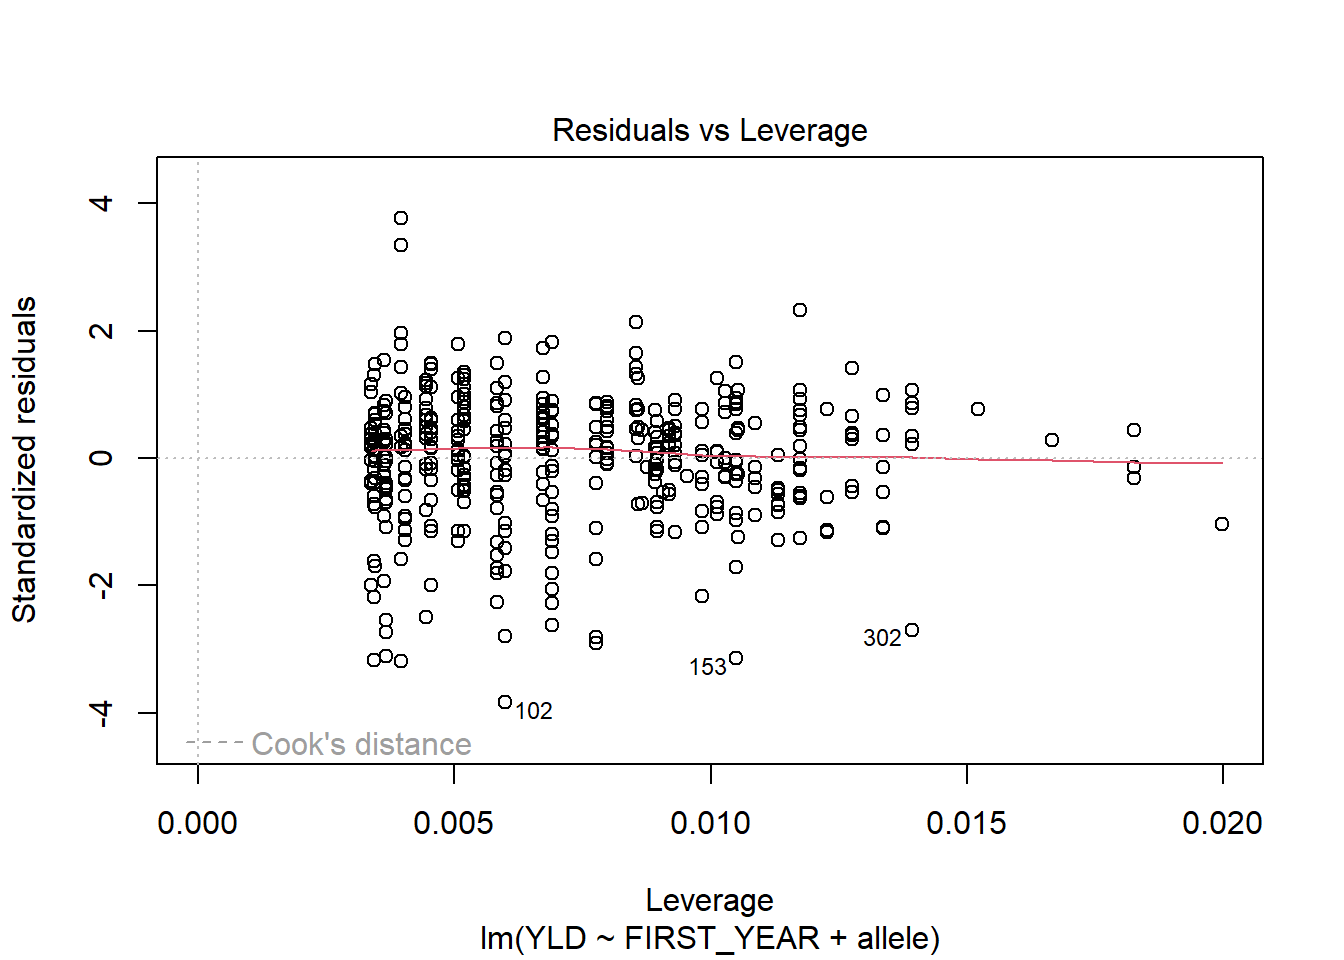 Residuals vs Leverage
Standardized residuals
4
2
0
-2
-4
302
153
102
Cook's distance
0.000 0.005 0.010 0.015 0.020
Leverage
lm(YLD ~ FIRST_YEAR + allele)